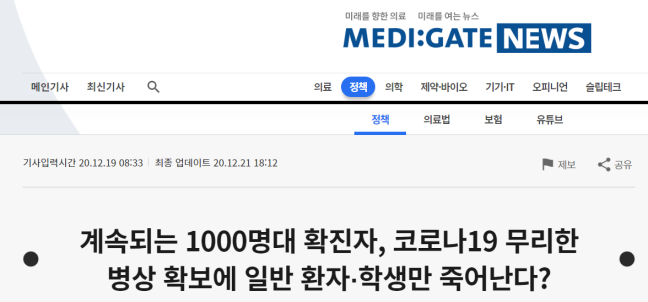 미래를 향한 의료 미래를 여는 뉴스
MEDI:GATE NEWS
메인기사 최신기사 의료 정책 의학 제약·바이오 기기·IT 오피니언 슬립테크
정책 의료법 보험 유튜브
기사입력시간 20.12.19 08:33 | 최종 업데이트 20.12.21 18:12 제보 공유
계속되는 1000명대 확진자, 코로나19 무리한
병상 확보에 일반 환자·학생만 죽어난다?